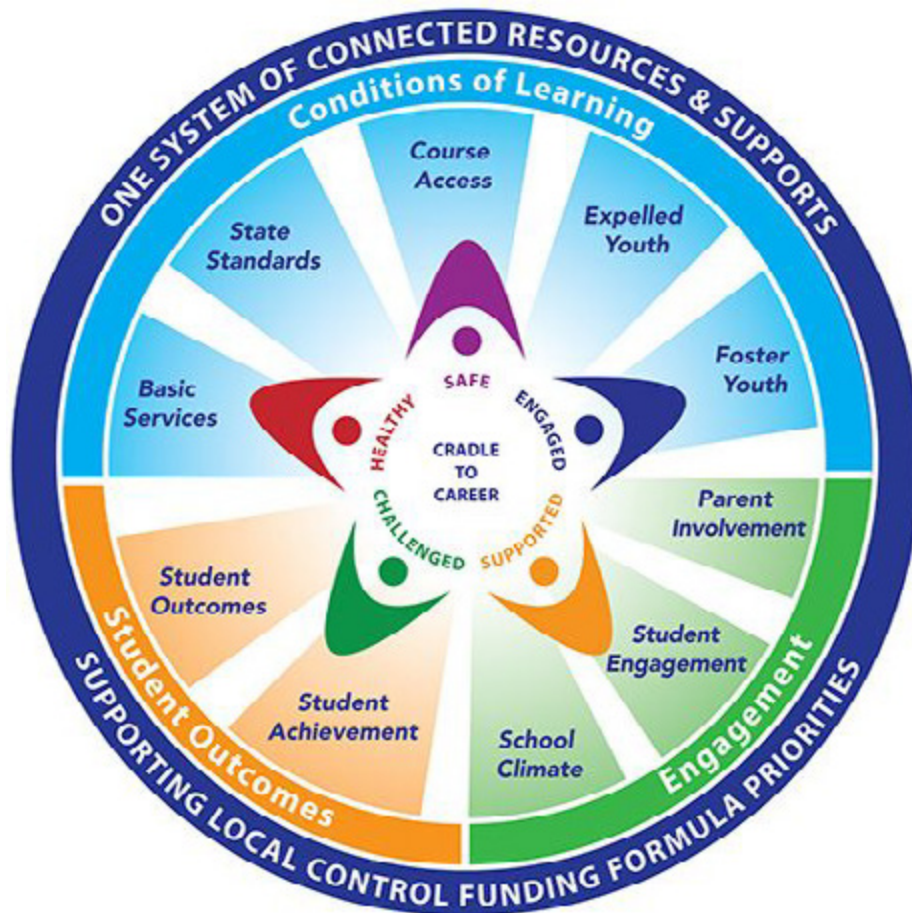 ONE SYSTEM OF CONNECTED RESOURCES & SUPPORTS
Conditions of Learning
Course
Access
State
Standards
Expelled
Youth
Basic
Services
Foster
Youth
SAFE
HEALTHY
ENGAGED
CRADLE
TO
CAREER
CHALLENGED
SUPPORTED
Parent
Involvement
Student
Outcomes
Student
Engagement
Student
Achievement
School
Climate
Student Outcomes
Engagement
SUPPORTING LOCAL CONTROL FUNDING FORMULA PRIORITIES